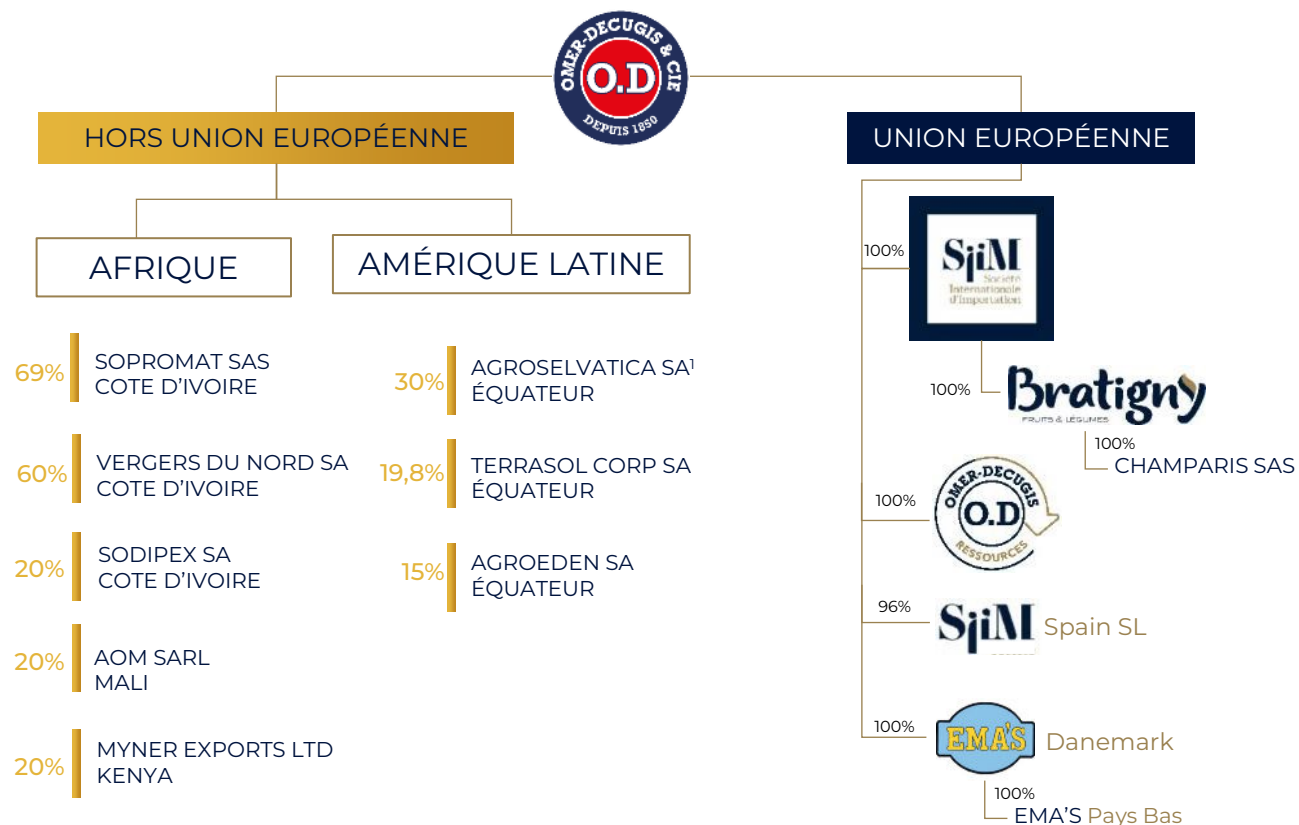 OMER-DECUGIS & CIE
O.D
DEPUIS 1850
HORS UNION EUROPÉENNE
AFRIQUE
69%
SOPROMAT SAS
COTE D'IVOIRE
60%
VERGERS DU NORD SA
COTE D'IVOIRE
20%
SODIPEX SA
COTE D'IVOIRE
20%
AOM SARL
MALI
20%
MYNER EXPORTS LTD
KENYA
AMÉRIQUE LATINE
30%
AGROSELVATICA SA¹
ÉQUATEUR
19,8%
TERRASOL CORP SA
ÉQUATEUR
15%
AGROEDEN SA
ÉQUATEUR
UNION EUROPÉENNE
100%
SiiM
Société
Internationale
d'Importation
100%
Bratigny
FRUITS & LÉGUMES
100%
CHAMPARIS SAS
100%
OMER-DECUGIS
O.D
RESSOURCES
96%
SiiM Spain SL
100%
EMA'S Danemark
100%
EMA'S Pays Bas